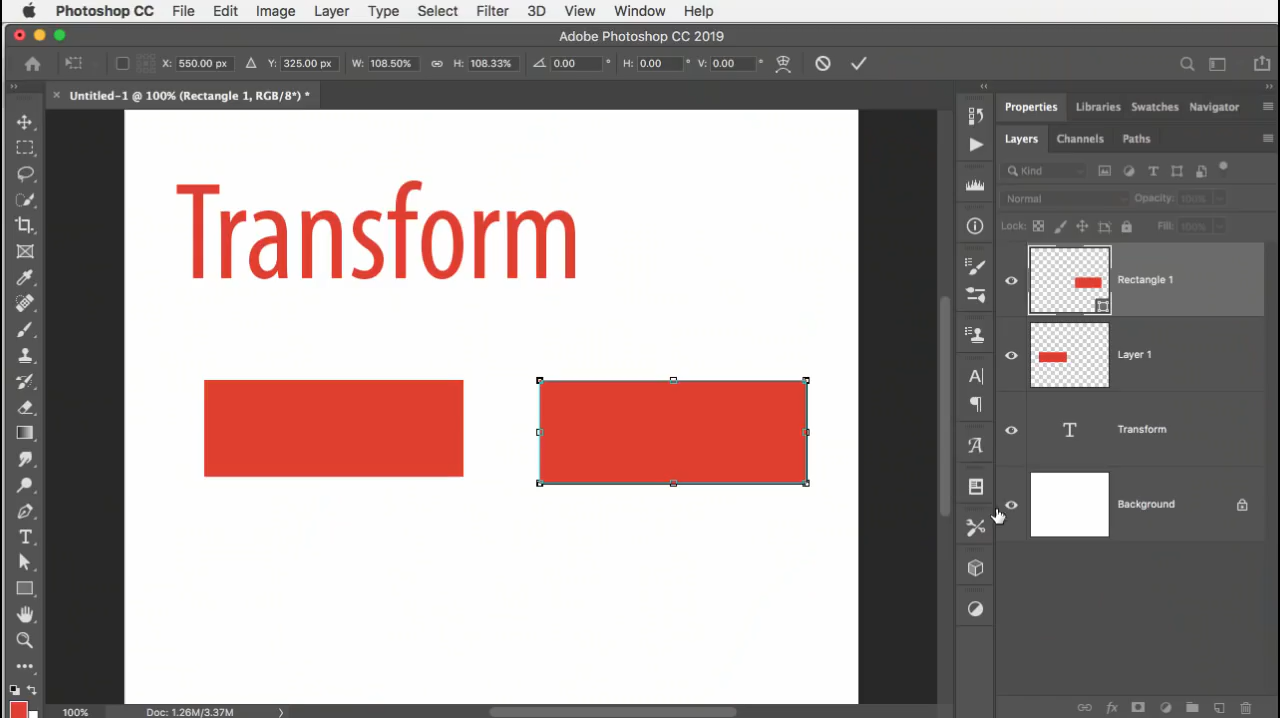 Photoshop CC File Edit Image Layer Type Select Filter 3D View Window Help
Adobe Photoshop CC 2019
X: 550.00 px Y: 325.00 px W: 108.50% H: 108.33% 0.00 ° H: 0.00 ° V: 0.00 °
Untitled-1 @ 100% (Rectangle 1, RGB/8*) *
Properties Libraries Swatches Navigator
Layers Channels Paths
Kind
Normal Opacity: 100%
Lock: Fill: 100%
Transform
Rectangle 1
Layer 1
Transform
Background
100% Doc: 1.26M/3.37M